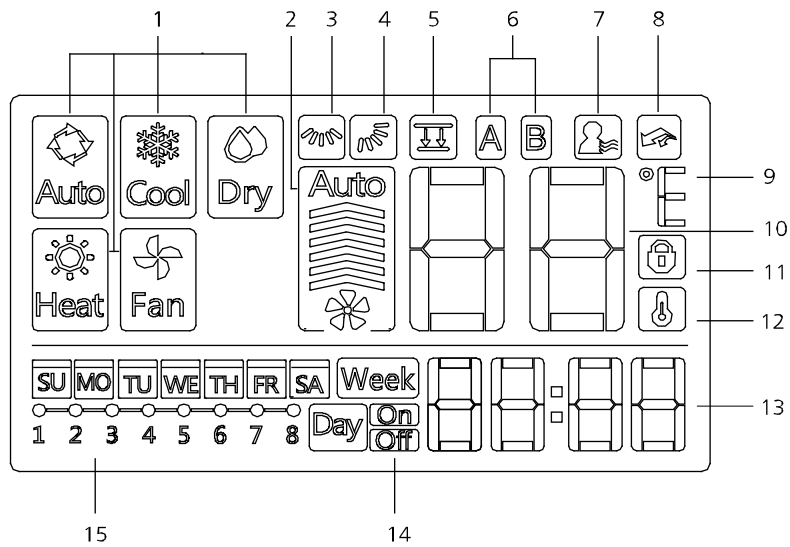 1 2 3 4 5 6 7 8
A B
Auto Cool Dry Auto
9
10
11
Heat Fan
12
SU MO TU WE TH FR SA Week
13
On
Day
Off
1 2 3 4 5 6 7 8
15 14